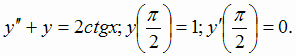 y″ + y = 2ctgx; y(π/2) = 1; y′(π/2) = 0.